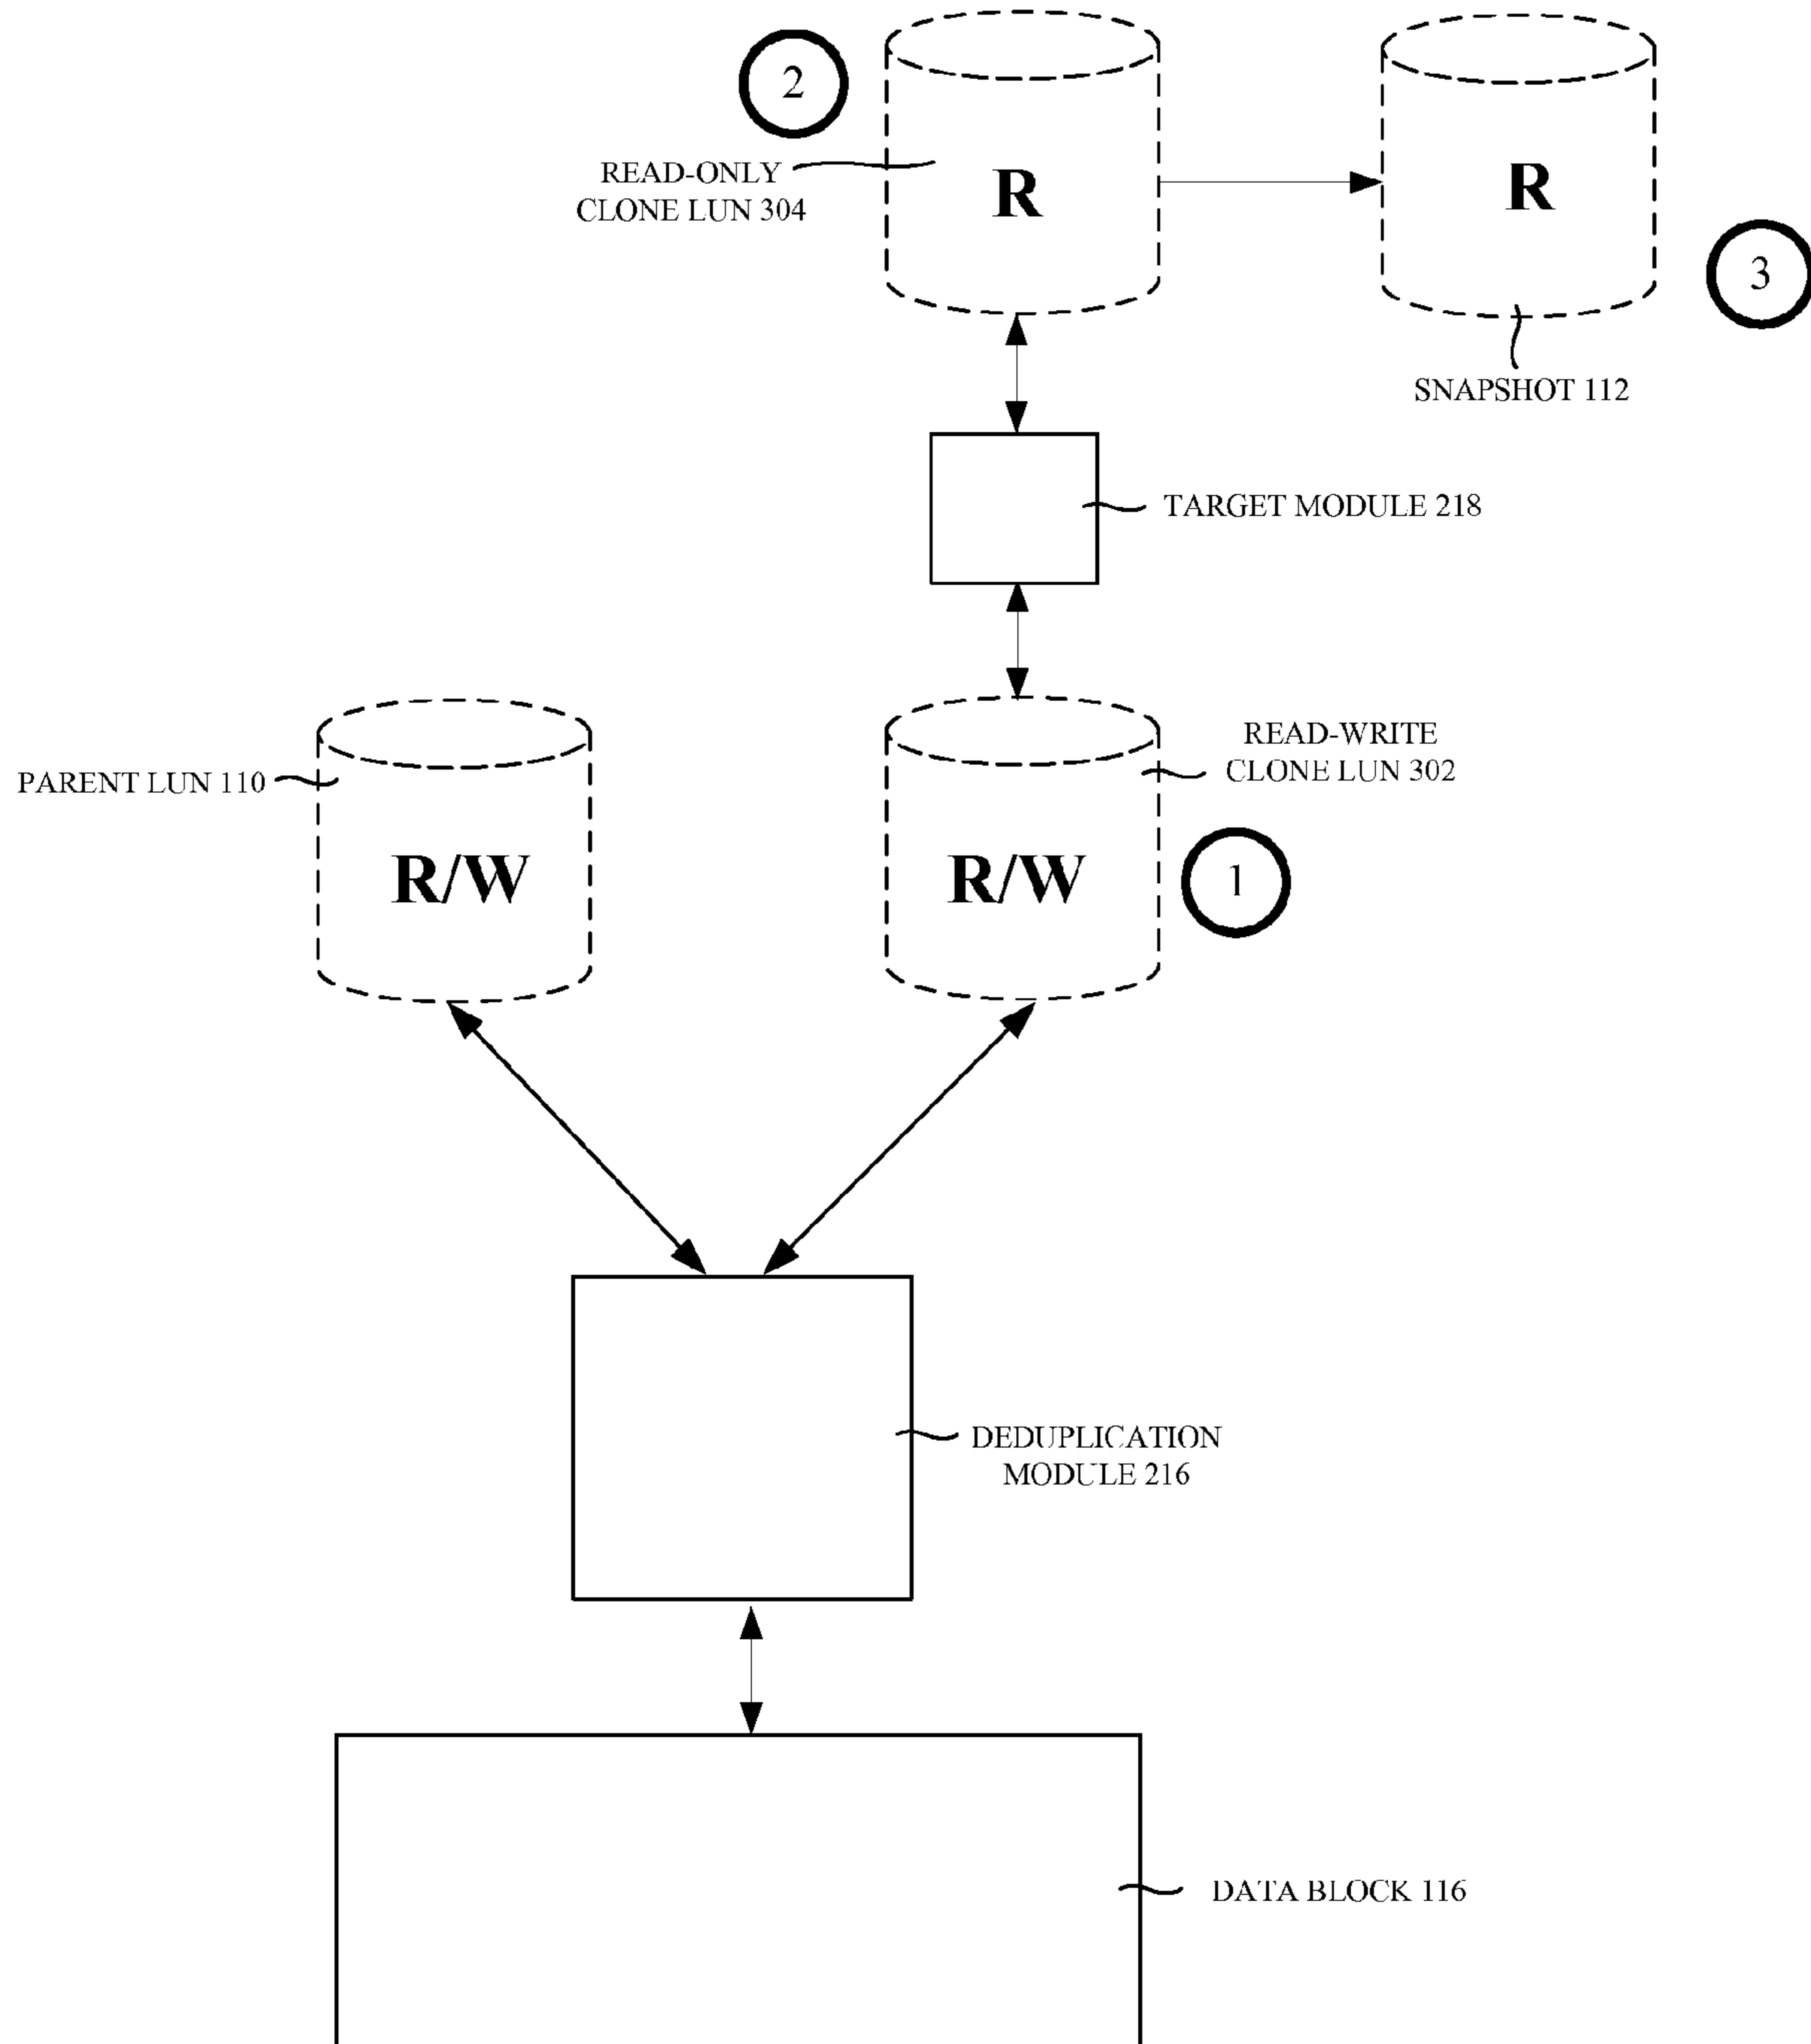 2
READ-ONLY
CLONE LUN 304
R
R
3
SNAPSHOT 112
TARGET MODULE 218
READ-WRITE
CLONE LUN 302
PARENT LUN 110
R/W
R/W
1
DEDUPLICATION
MODULE 216
DATA BLOCK 116